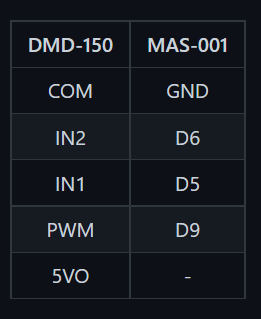 DMD-150 MAS-001
COM GND
IN2 D6
IN1 D5
PWM D9
5VO -